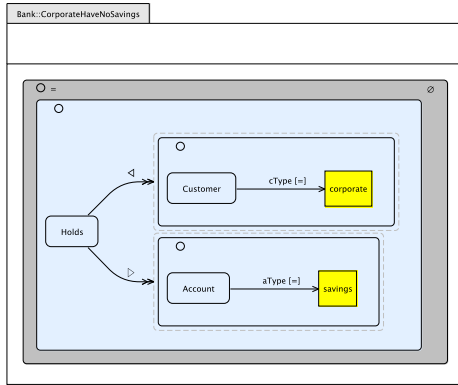 Bank::CorporateHaveNoSavings
= ∅
Customer cType [=] corporate
Holds
Account aType [=] savings